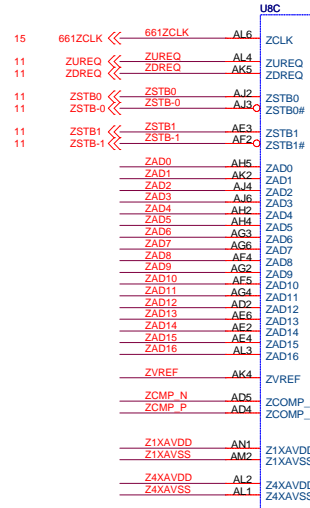 U8C
15 661ZCLK 661ZCLK AL6 ZCLK
11 ZUREQ ZUREQ AL4 ZUREQ
11 ZDREQ ZDREQ AK5 ZDREQ
11 ZSTB0 ZSTB0 AJ2 ZSTB0
11 ZSTB-0 ZSTB-0 AJ3 ZSTB0#
11 ZSTB1 ZSTB1 AE3 ZSTB1
11 ZSTB-1 ZSTB-1 AF2 ZSTB1#
ZAD0 AH5 ZAD0
ZAD1 AK2 ZAD1
ZAD2 AJ4 ZAD2
ZAD3 AJ6 ZAD3
ZAD4 AH2 ZAD4
ZAD5 AH4 ZAD5
ZAD6 AG3 ZAD6
ZAD7 AG6 ZAD7
ZAD8 AF4 ZAD8
ZAD9 AG2 ZAD9
ZAD10 AF5 ZAD10
ZAD11 AG4 ZAD11
ZAD12 AD2 ZAD12
ZAD13 AE6 ZAD13
ZAD14 AE2 ZAD14
ZAD15 AE4 ZAD15
ZAD16 AL3 ZAD16
ZVREF AK4 ZVREF
ZCMP_N AD5 ZCOMP_
ZCMP_P AD4 ZCOMP_
Z1XAVDD AN1 Z1XAVDD
Z1XAVSS AM2 Z1XAVSS
Z4XAVDD AL2 Z4XAVDD
Z4XAVSS AL1 Z4XAVSS